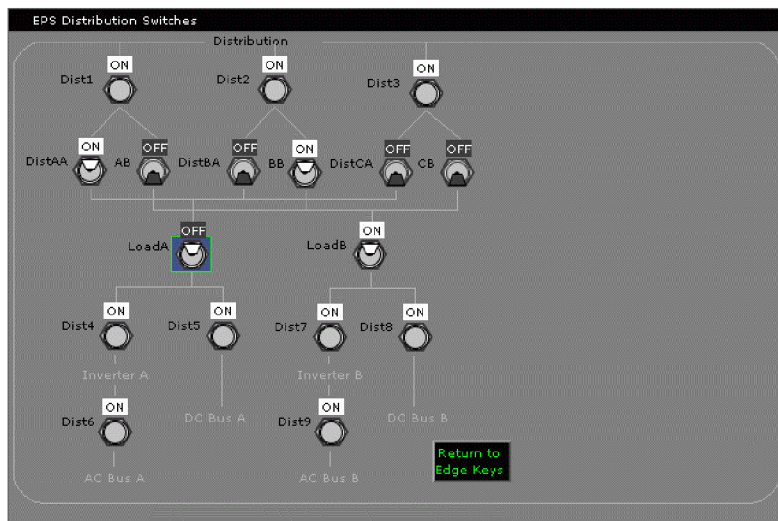 EPS Distribution Switches
Distribution
ON ON ON
Dist1 Dist2 Dist3
ON OFF OFF ON OFF OFF
DistAA AB DistBA BB DistCA CB
OFF ON
LoadA LoadB
ON ON ON ON
Dist4 Dist5 Dist7 Dist8
Inverter A Inverter B
ON ON
Dist6 DC Bus A Dist9 DC Bus B
AC Bus A AC Bus B
Return to
Edge Keys